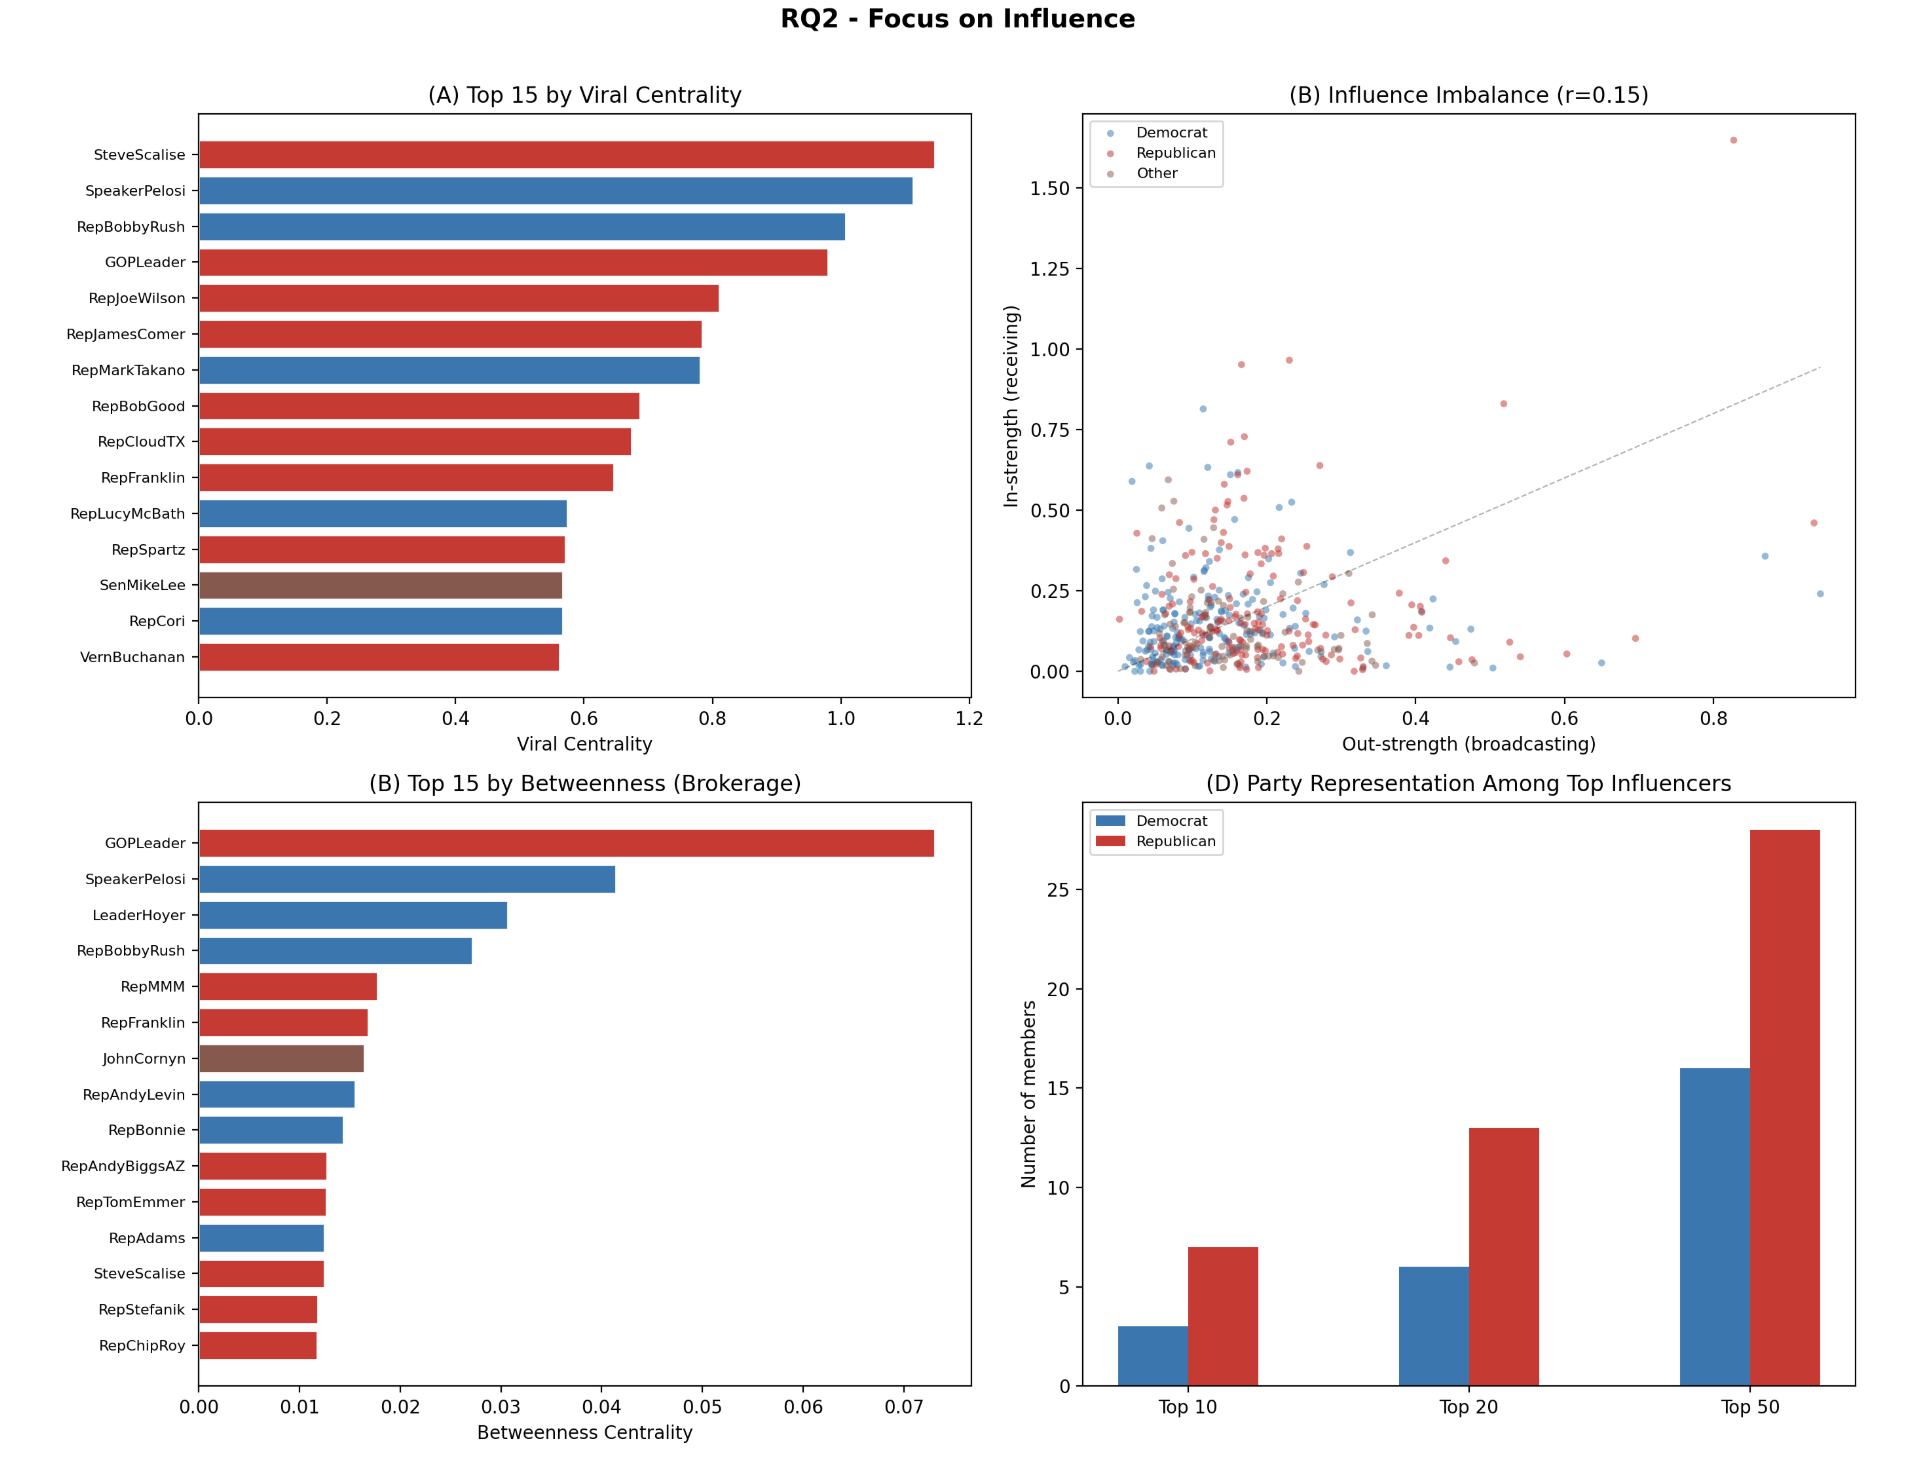 RQ2 - Focus on Influence
(A) Top 15 by Viral Centrality
SteveScalise
SpeakerPelosi
RepBobbyRush
GOPLeader
RepJoeWilson
RepJamesComer
RepMarkTakano
RepBobGood
RepCloudTX
RepFranklin
RepLucyMcBath
RepSpartz
SenMikeLee
RepCori
VernBuchanan
0.0 0.2 0.4 0.6 0.8 1.0 1.2
Viral Centrality
(B) Influence Imbalance (r=0.15)
Democrat
Republican
Other
In-strength (receiving)
1.50
1.25
1.00
0.75
0.50
0.25
0.00
0.0 0.2 0.4 0.6 0.8
Out-strength (broadcasting)
(B) Top 15 by Betweenness (Brokerage)
GOPLeader
SpeakerPelosi
LeaderHoyer
RepBobbyRush
RepMMM
RepFranklin
JohnCornyn
RepAndyLevin
RepBonnie
RepAndyBiggsAZ
RepTomEmmer
RepAdams
SteveScalise
RepStefanik
RepChipRoy
0.00 0.01 0.02 0.03 0.04 0.05 0.06 0.07
Betweenness Centrality
(D) Party Representation Among Top Influencers
Democrat
Republican
Number of members
25
20
15
10
5
0
Top 10 Top 20 Top 50